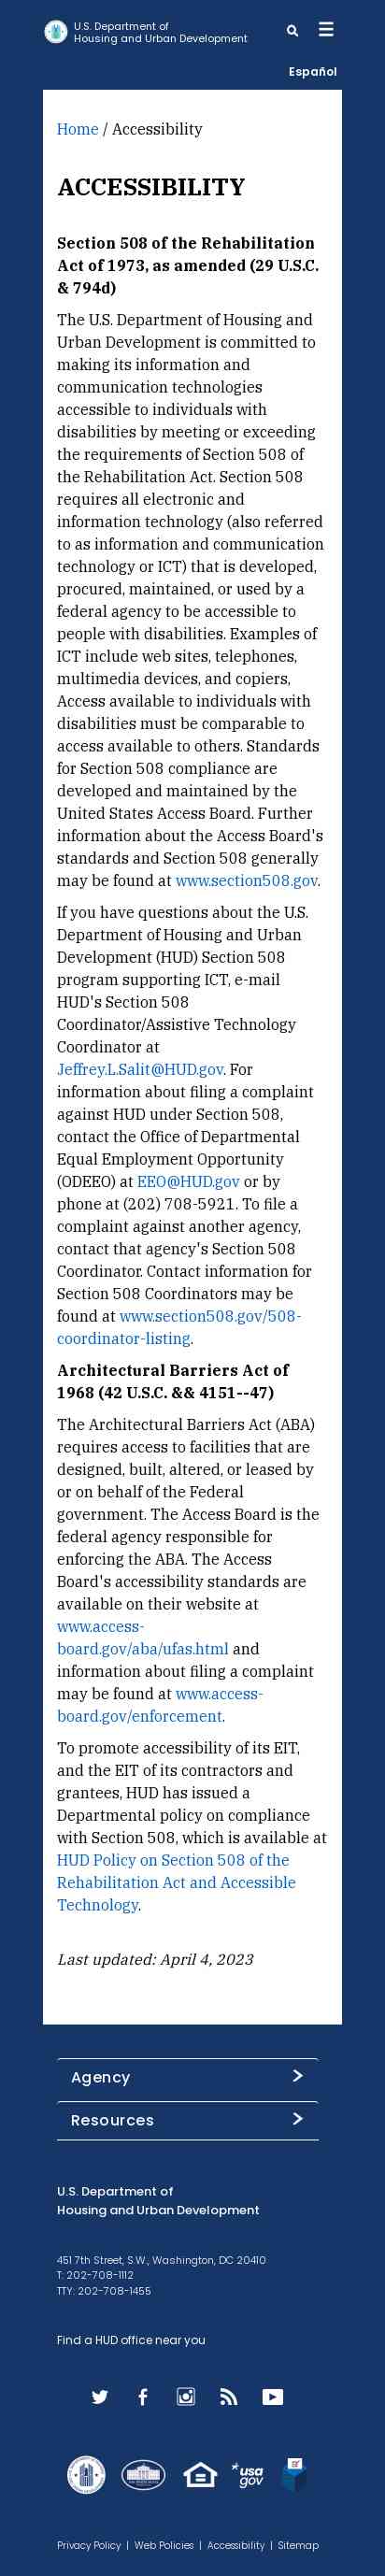 U.S. Department of
Housing and Urban Development
Español
Home / Accessibility
ACCESSIBILITY
Section 508 of the Rehabilitation
Act of 1973, as amended (29 U.S.C.
& 794d)
The U.S. Department of Housing and
Urban Development is committed to
making its information and
communication technologies
accessible to individuals with
disabilities by meeting or exceeding
the requirements of Section 508 of
the Rehabilitation Act. Section 508
requires all electronic and
information technology (also referred
to as information and communication
technology or ICT) that is developed,
procured, maintained, or used by a
federal agency to be accessible to
people with disabilities. Examples of
ICT include web sites, telephones,
multimedia devices, and copiers,
Access available to individuals with
disabilities must be comparable to
access available to others. Standards
for Section 508 compliance are
developed and maintained by the
United States Access Board. Further
information about the Access Board's
standards and Section 508 generally
may be found at www.section508.gov.
If you have questions about the U.S.
Department of Housing and Urban
Development (HUD) Section 508
program supporting ICT, e-mail
HUD's Section 508
Coordinator/Assistive Technology
Coordinator at
Jeffrey.L.Salit@HUD.gov. For
information about filing a complaint
against HUD under Section 508,
contact the Office of Departmental
Equal Employment Opportunity
(ODEEO) at EEO@HUD.gov or by
phone at (202) 708-5921. To file a
complaint against another agency,
contact that agency's Section 508
Coordinator. Contact information for
Section 508 Coordinators may be
found at www.section508.gov/508-
coordinator-listing.
Architectural Barriers Act of
1968 (42 U.S.C. && 4151--47)
The Architectural Barriers Act (ABA)
requires access to facilities that are
designed, built, altered, or leased by
or on behalf of the Federal
government. The Access Board is the
federal agency responsible for
enforcing the ABA. The Access
Board's accessibility standards are
available on their website at
www.access-
board.gov/aba/ufas.html and
information about filing a complaint
may be found at www.access-
board.gov/enforcement.
To promote accessibility of its EIT,
and the EIT of its contractors and
grantees, HUD has issued a
Departmental policy on compliance
with Section 508, which is available at
HUD Policy on Section 508 of the
Rehabilitation Act and Accessible
Technology.
Last updated: April 4, 2023
Agency
Resources
U.S. Department of
Housing and Urban Development
451 7th Street, S.W., Washington, DC 20410
T: 202-708-1112
TTY: 202-708-1455
Find a HUD office near you
usa
gov
Privacy Policy | Web Policies | Accessibility | Sitemap